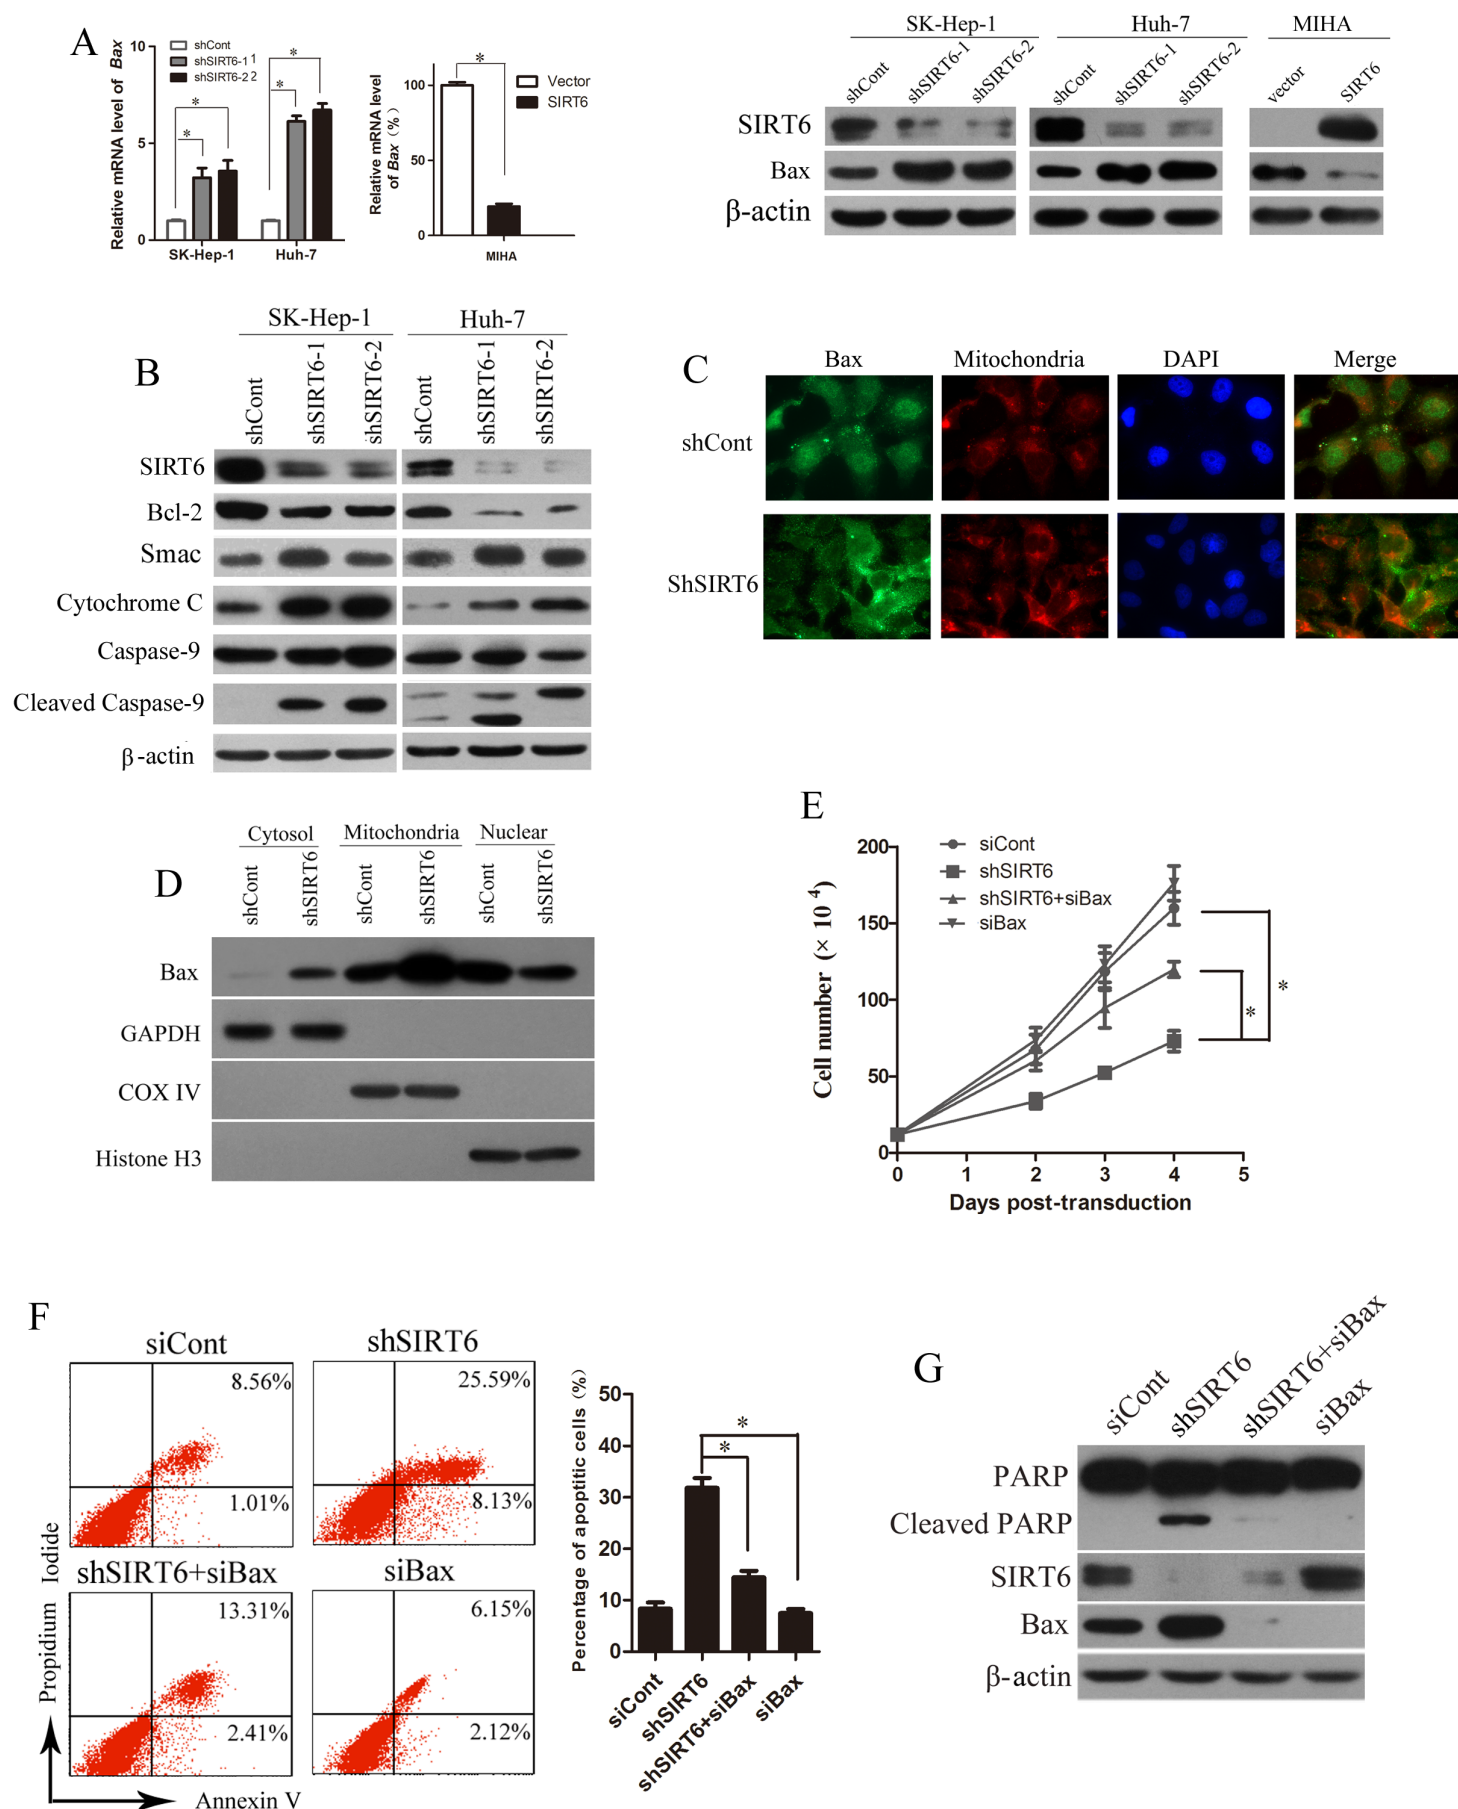 A
Relative mRNA level of Bax
10
5
0
shCont
shSIRT6-1 1
shSIRT6-2 2
*
*
*
*
SK-Hep-1
Huh-7
Relative mRNA level
of Bax (%)
100
50
0
*
Vector
SIRT6
MIHA
SK-Hep-1
Huh-7
MIHA
shCont
shSIRT6-1
shSIRT6-2
shCont
shSIRT6-1
shSIRT6-2
vector
SIRT6
SIRT6
Bax
β-actin
B
SK-Hep-1
Huh-7
shCont
shSIRT6-1
shSIRT6-2
shCont
shSIRT6-1
shSIRT6-2
SIRT6
Bcl-2
Smac
Cytochrome C
Caspase-9
Cleaved Caspase-9
β-actin
C
Bax
Mitochondria
DAPI
Merge
shCont
ShSIRT6
D
Cytosol
Mitochondria
Nuclear
shCont
shSIRT6
shCont
shSIRT6
shCont
shSIRT6
Bax
GAPDH
COX IV
Histone H3
E
Cell number (× 10 4)
200
150
100
50
0
siCont
shSIRT6
shSIRT6+siBax
siBax
*
*
0
1
2
3
4
5
Days post-transduction
F
siCont
8.56%
1.01%
shSIRT6
25.59%
8.13%
shSIRT6+siBax
13.31%
2.41%
siBax
6.15%
2.12%
Propidium Iodide
Annexin V
Percentage of apoptitic cells (%)
50
40
30
20
10
0
*
*
siCont
shSIRT6
shSIRT6+siBax
siBax
G
siCont
shSIRT6
shSIRT6+siBax
siBax
PARP
Cleaved PARP
SIRT6
Bax
β-actin